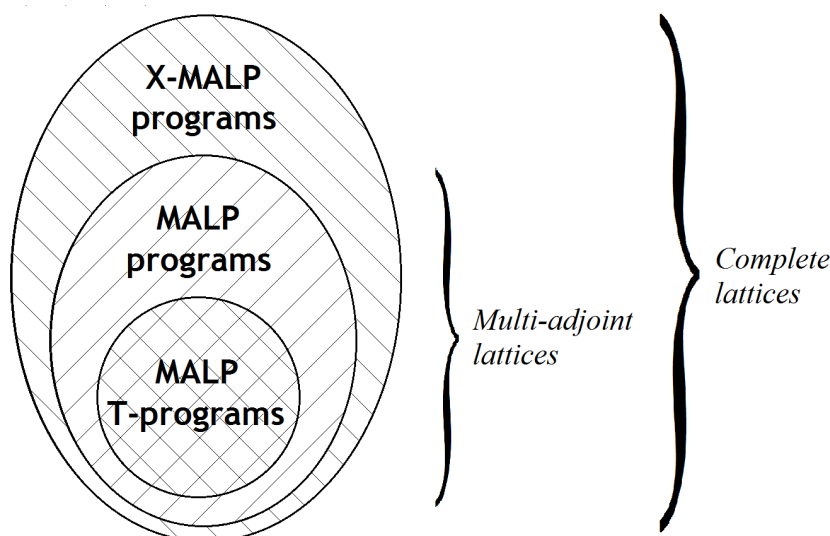 X-MALP
programs
MALP
programs
MALP
T-programs
Multi-adjoint
lattices
Complete
lattices